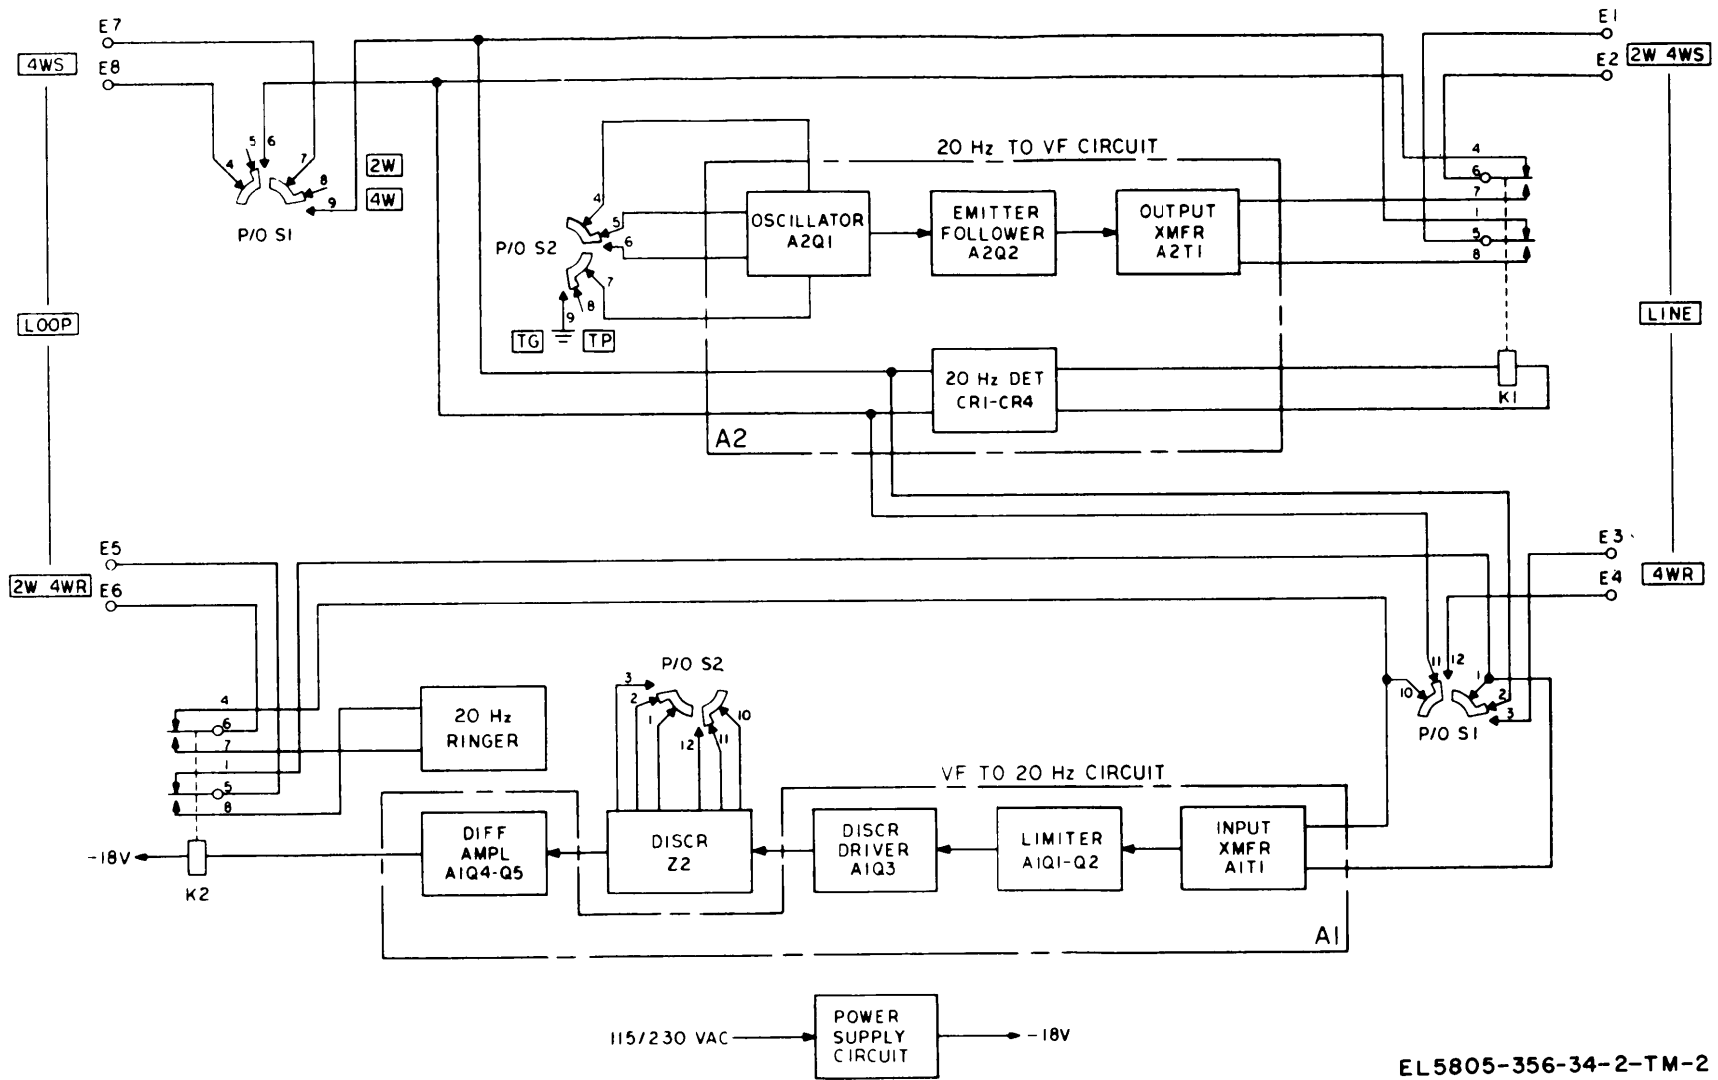 E7
E1
4WS
E8
E2
2W 4WS
5
6
4
7
2W
8
9
4W
P/O S1
20 Hz TO VF CIRCUIT
4
6
7
1
5
8
4
5
6
P/O S2
7
8
9
TG
TP
OSCILLATOR
A2Q1
EMITTER
FOLLOWER
A2Q2
OUTPUT
XMFR
A2T1
LOOP
LINE
20 Hz DET
CR1-CR4
K1
A2
E5
E3
2W 4WR
E6
E4
4WR
P/O S2
3
2
1
10
12
11
11
12
1
10
2
3
P/O S1
4
6
7
1
5
8
20 Hz
RINGER
VF TO 20 Hz CIRCUIT
-18V
K2
DIFF
AMPL
A1Q4-Q5
DISCR
Z2
DISCR
DRIVER
A1Q3
LIMITER
A1Q1-Q2
INPUT
XMFR
A1T1
A1
115/230 VAC
POWER
SUPPLY
CIRCUIT
-18V
EL5805-356-34-2-TM-2